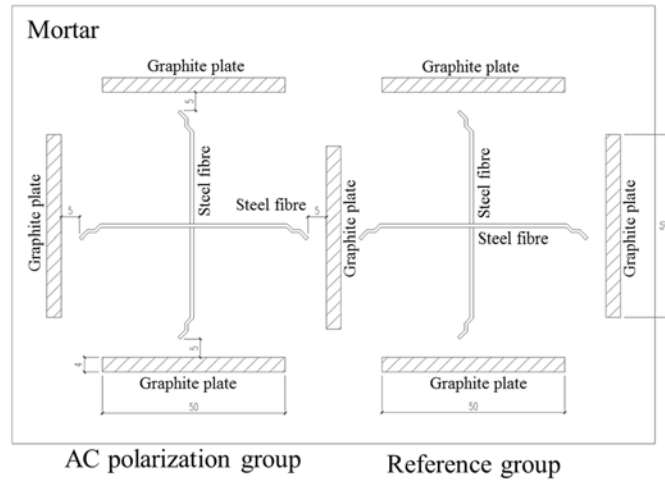 Mortar
Graphite plate
Graphite plate
5
Graphite plate
5
Steel fibre
Steel fibre
5
Graphite plate
Steel fibre
Steel fibre
Graphite plate
5
4
Graphite plate
50
Graphite plate
50
AC polarization group
Reference group